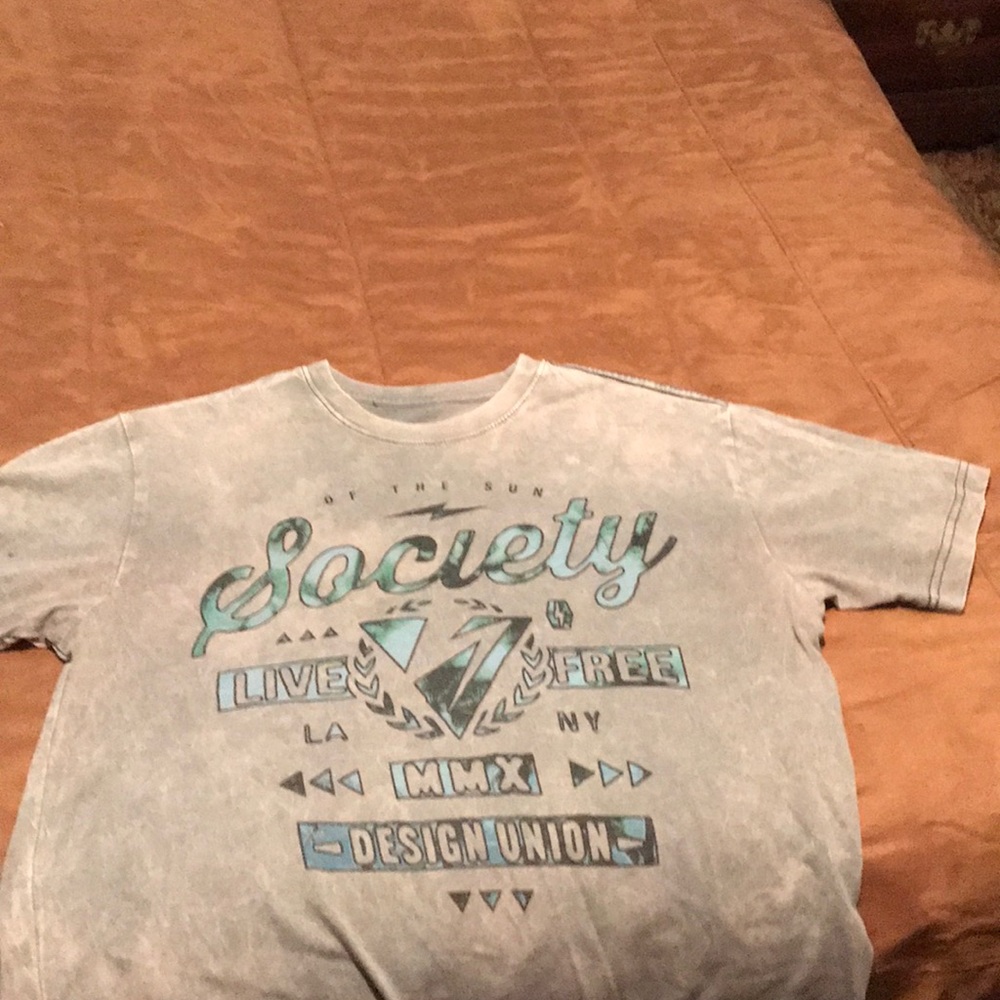 OF THE SUN
Society
LIVE FREE
LA NY
MMX
DESIGN UNION